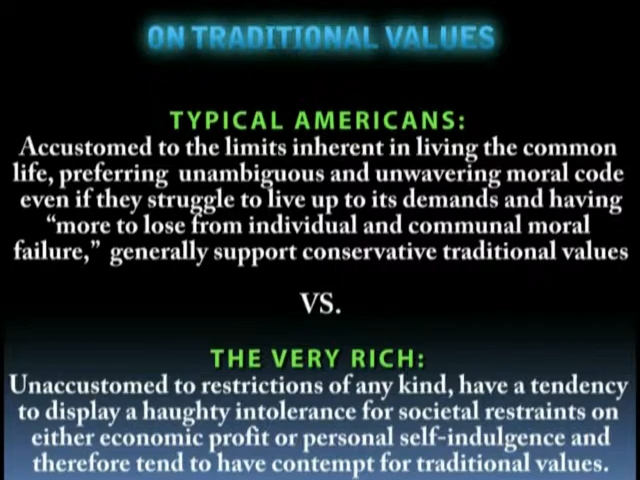 ON TRADITIONAL VALUES
TYPICAL AMERICANS:
Accustomed to the limits inherent in living the common
life, preferring unambiguous and unwavering moral code
even if they struggle to live up to its demands and having
“more to lose from individual and communal moral
failure,” generally support conservative traditional values
VS.
THE VERY RICH:
Unaccustomed to restrictions of any kind, have a tendency
to display a haughty intolerance for societal restraints on
either economic profit or personal self-indulgence and
therefore tend to have contempt for traditional values.